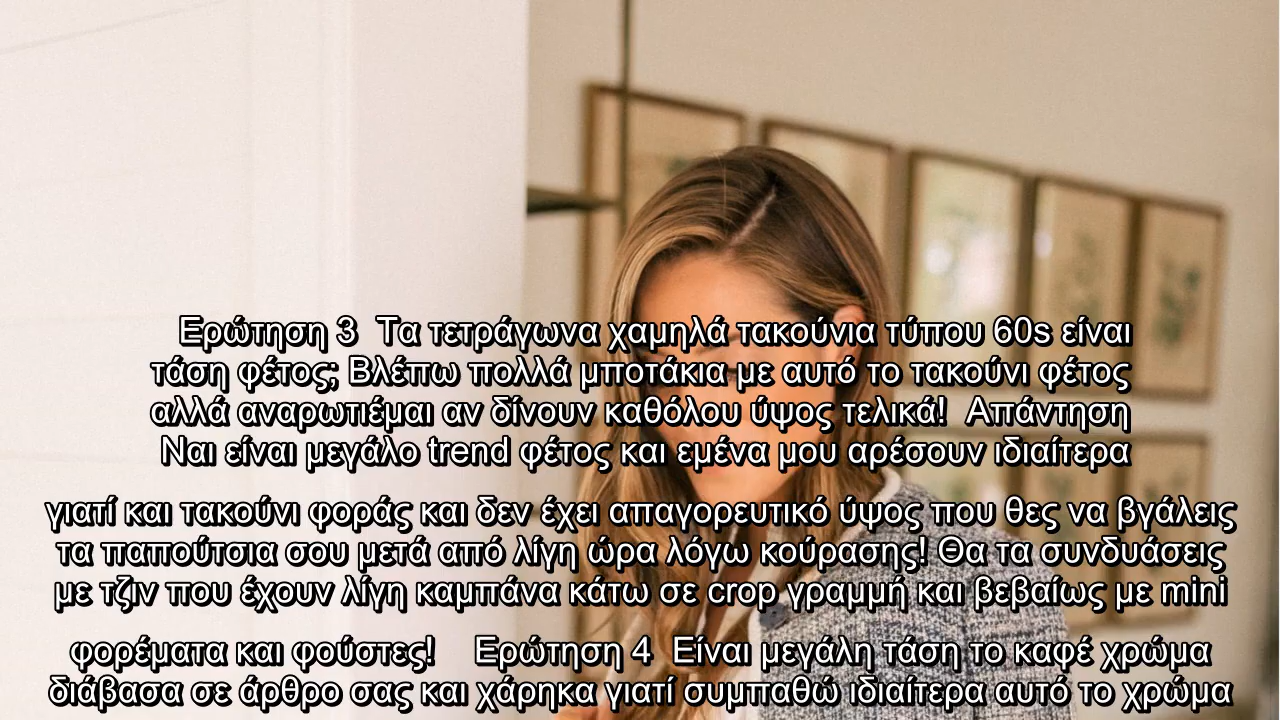 Ερώτηση 3  Τα τετράγωνα χαμηλά τακούνια τύπου 60s είναι
τάση φέτος; Βλέπω πολλά μποτάκια με αυτό το τακούνι φέτος
αλλά αναρωτιέμαι αν δίνουν καθόλου ύψος τελικά!  Απάντηση
Ναι είναι μεγάλο trend φέτος και εμένα μου αρέσουν ιδιαίτερα
γιατί και τακούνι φοράς και δεν έχει απαγορευτικό ύψος που θες να βγάλεις
τα παπούτσια σου μετά από λίγη ώρα λόγω κούρασης! Θα τα συνδυάσεις
με τζιν που έχουν λίγη καμπάνα κάτω σε crop γραμμή και βεβαίως με mini
φορέματα και φούστες!    Ερώτηση 4  Είναι μεγάλη τάση το καφέ χρώμα
διάβασα σε άρθρο σας και χάρηκα γιατί συμπαθώ ιδιαίτερα αυτό το χρώμα